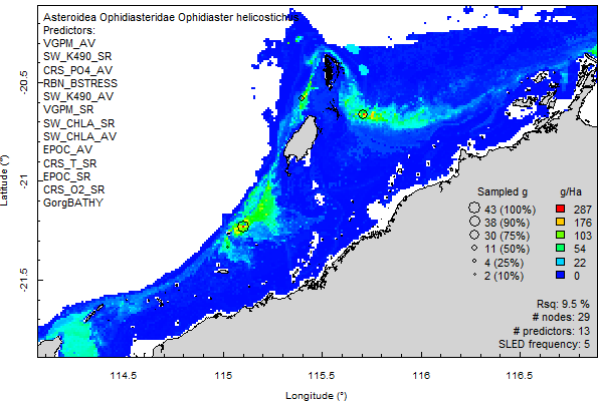 Asteroidea Ophidiasteridae Ophidiaster helicostichus
Predictors:
VGPM_AV
SW_K490_SR
CRS_PO4_AV
RBN_BSTRESS
SW_K490_AV
VGPM_SR
SW_CHLA_SR
SW_CHLA_AV
EPOC_AV
CRS_T_SR
EPOC_SR
CRS_O2_SR
GorgBATHY
-20.5
-21
-21.5
Latitude (°)
Sampled g g/Ha
43 (100%) 287
38 (90%) 176
30 (75%) 103
11 (50%) 54
4 (25%) 22
2 (10%) 0
Rsq: 9.5 %
# nodes: 29
# predictors: 13
SLED frequency: 5
114.5 115 115.5 116 116.5
Longitude (°)